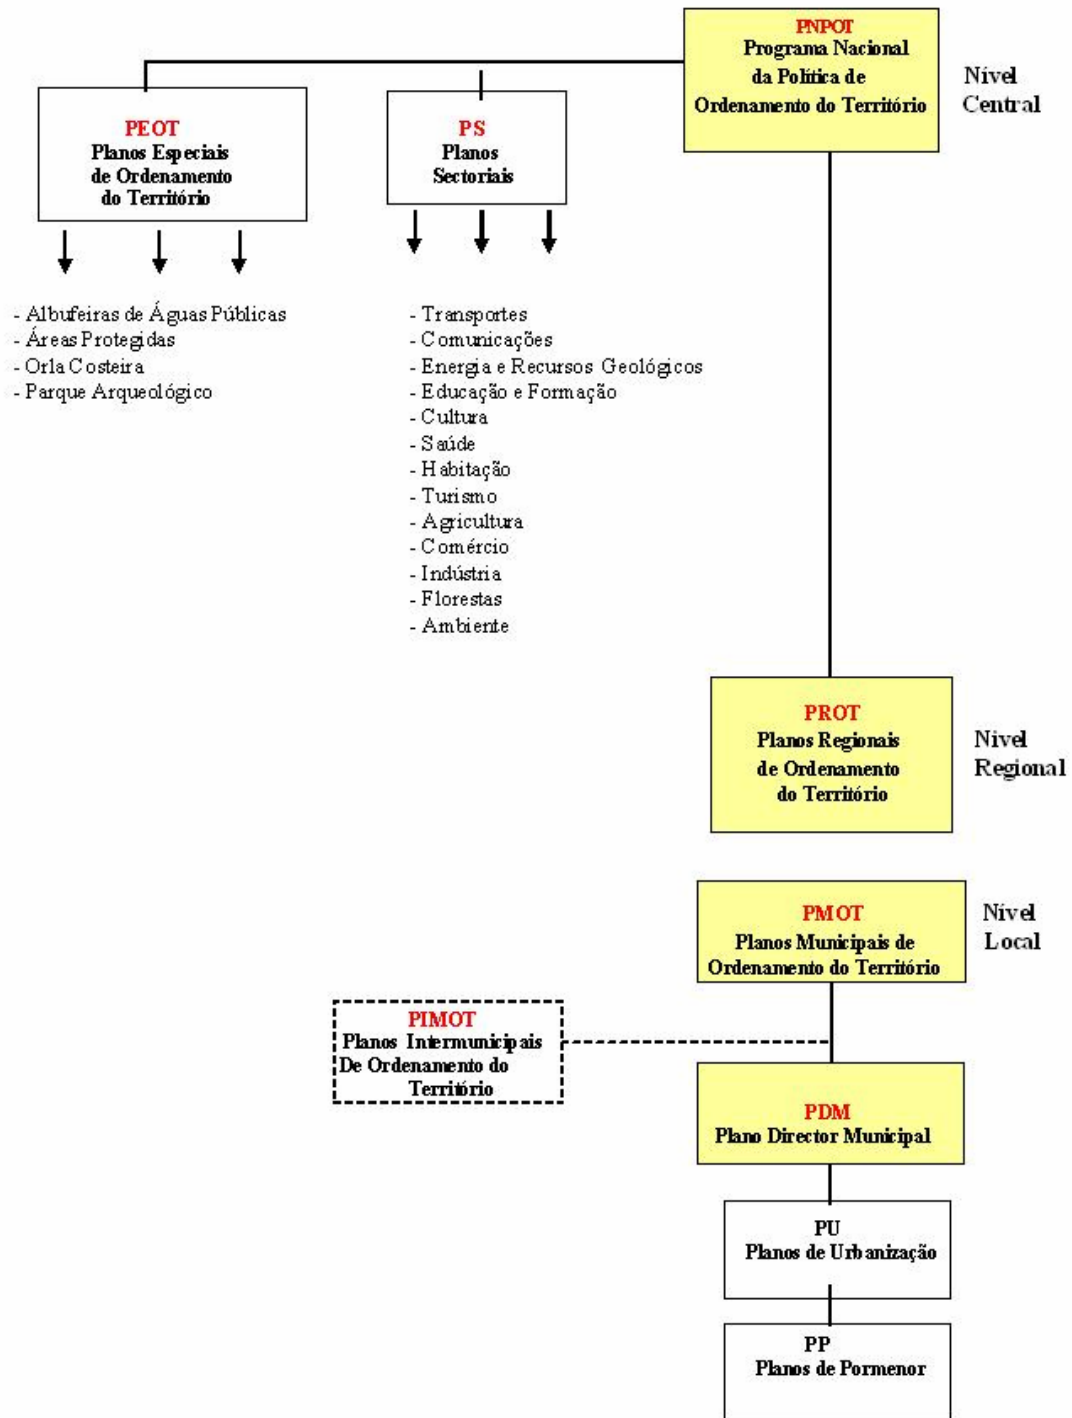 PNPOT
Programa Nacional
da Política de
Ordenamento do Território
Nível
Central
PEOT
Planos Especiais
de Ordenamento
do Território
PS
Planos
Sectoriais
- Albufeiras de Águas Públicas
- Áreas Protegidas
- Orla Costeira
- Parque Arqueológico
- Transportes
- Comunicações
- Energia e Recursos Geológicos
- Educação e Formação
- Cultura
- Saúde
- Habitação
- Turismo
- Agricultura
- Comércio
- Indústria
- Florestas
- Ambiente
PROT
Planos Regionais
de Ordenamento
do Território
Nível
Regional
PMOT
Planos Municipais de
Ordenamento do Território
Nível
Local
PIMOT
Planos Intermunicipais
De Ordenamento do
Território
PDM
Plano Director Municipal
PU
Planos de Urbanização
PP
Planos de Pormenor